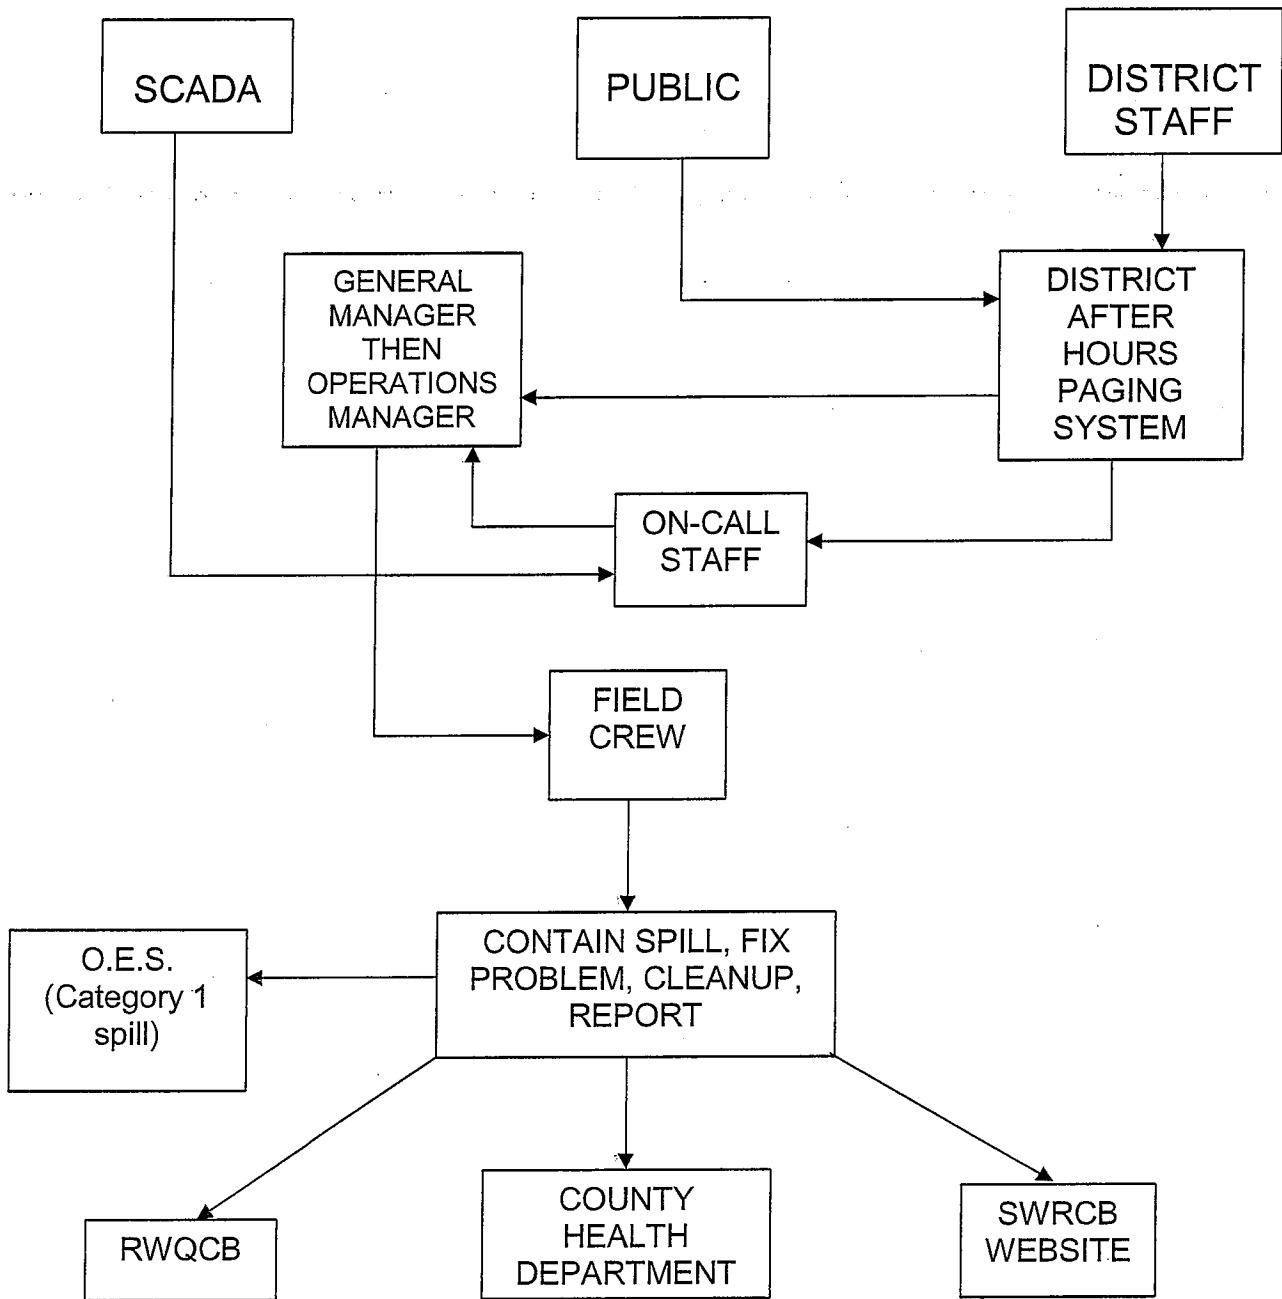 SCADA
PUBLIC
DISTRICT
STAFF
GENERAL
MANAGER
THEN
OPERATIONS
MANAGER
DISTRICT
AFTER
HOURS
PAGING
SYSTEM
ON-CALL
STAFF
FIELD
CREW
CONTAIN SPILL, FIX
PROBLEM, CLEANUP,
REPORT
O.E.S.
(Category 1
spill)
RWQCB
COUNTY
HEALTH
DEPARTMENT
SWRCB
WEBSITE